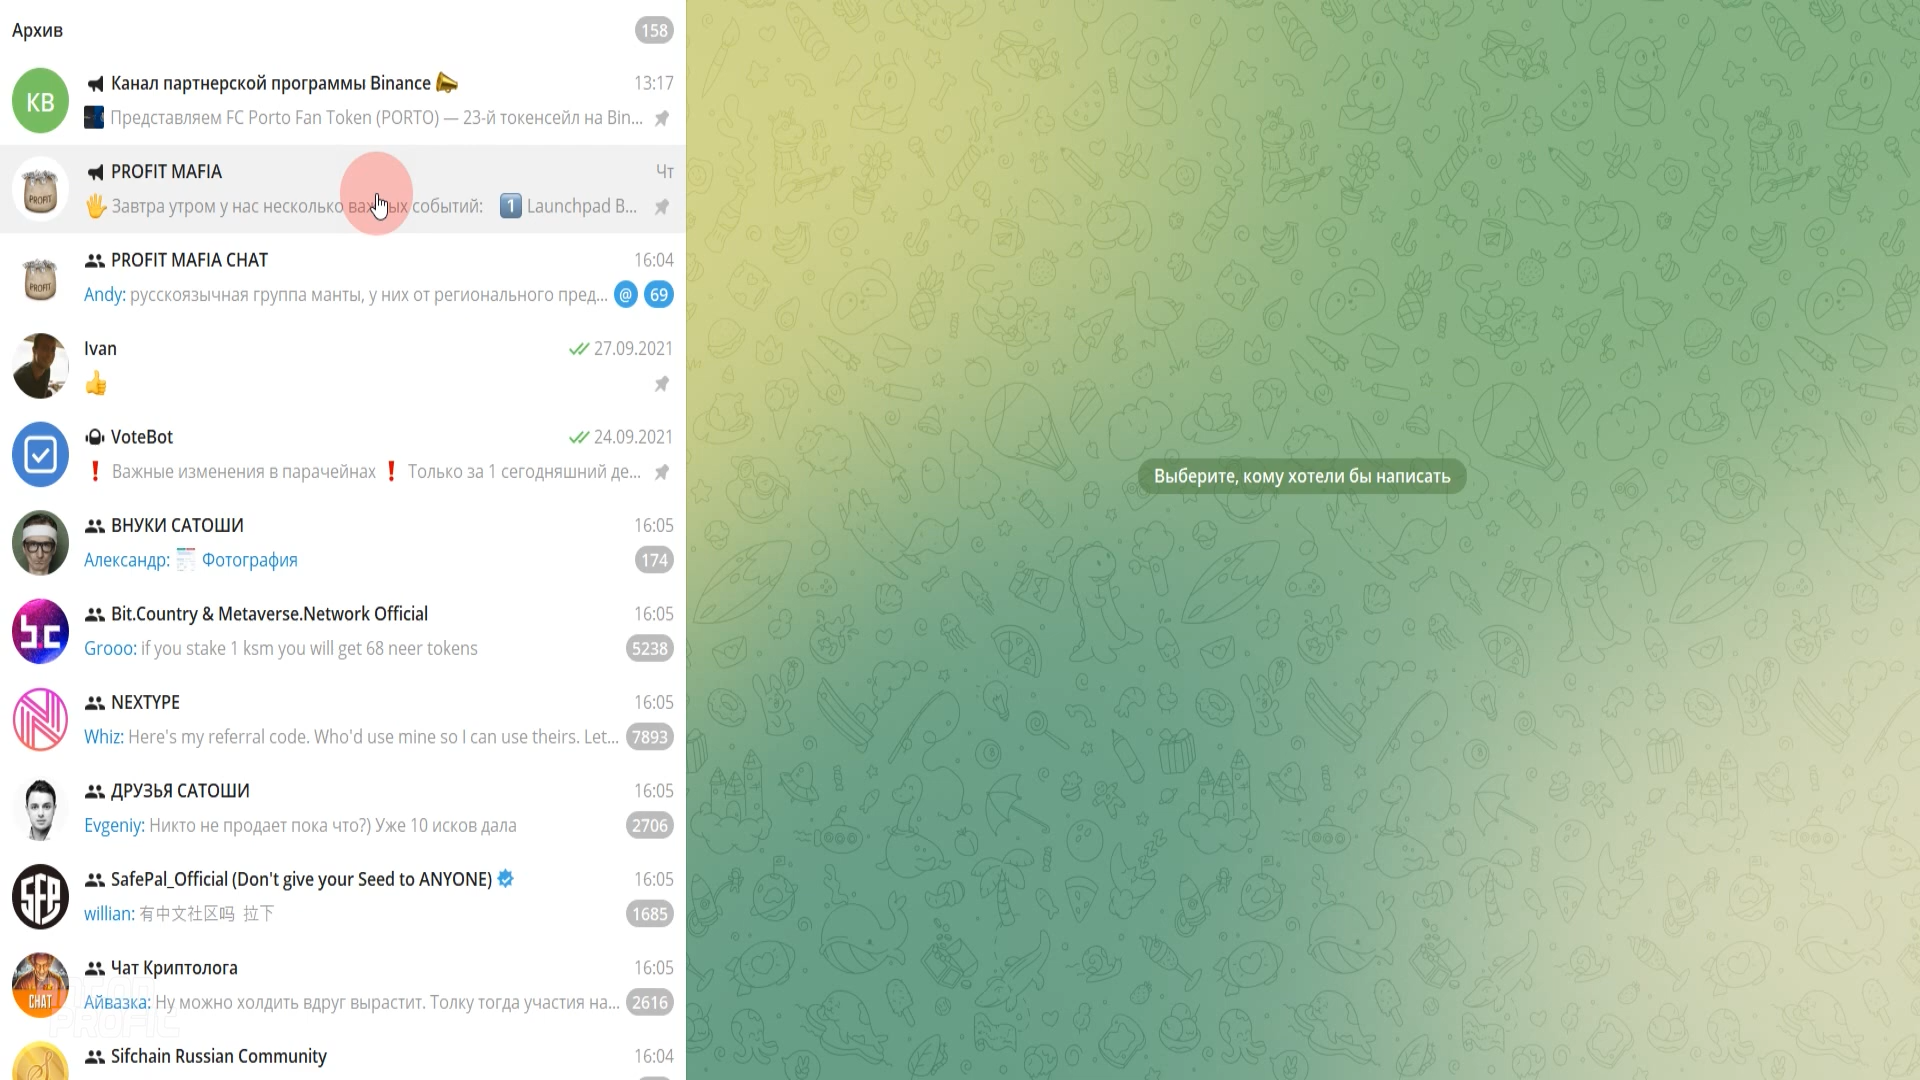 Архив 158
КВ Канал партнерской программы Binance 13:17
Представляем FC Porto Fan Token (PORTO) — 23-й токенсейл на Bin...
PROFIT MAFIA Чт
PROFIT
Завтра утром у нас несколько важных событий: 1 Launchpad B...
PROFIT MAFIA CHAT 16:04
PROFIT
Andy: русскоязычная группа манты, у них от регионального пред... @ 69
Ivan 27.09.2021
VoteBot 24.09.2021
❗ Важные изменения в парачейнах ❗ Только за 1 сегодняшний де...
ВНУКИ САТОШИ 16:05
Александр: Фотография 174
Bit.Country & Metaverse.Network Official 16:05
b.c
Grooo: if you stake 1 ksm you will get 68 neer tokens 5238
NEXTYPE 16:05
Whiz: Here's my referral code. Who'd use mine so I can use theirs. Let... 7893
ДРУЗЬЯ САТОШИ 16:05
Evgeniy: Никто не продает пока что?) Уже 10 исков дала 2706
SafePal_Official (Don't give your Seed to ANYONE) 16:05
SFP
willian: 有中文社区吗 拉下 1685
Чат Криптолога 16:05
CHAT
Айвазка: Ну можно холдить вдруг вырастит. Толку тогда участия на... 2616
Sifchain Russian Community 16:04
Выберите, кому хотели бы написать